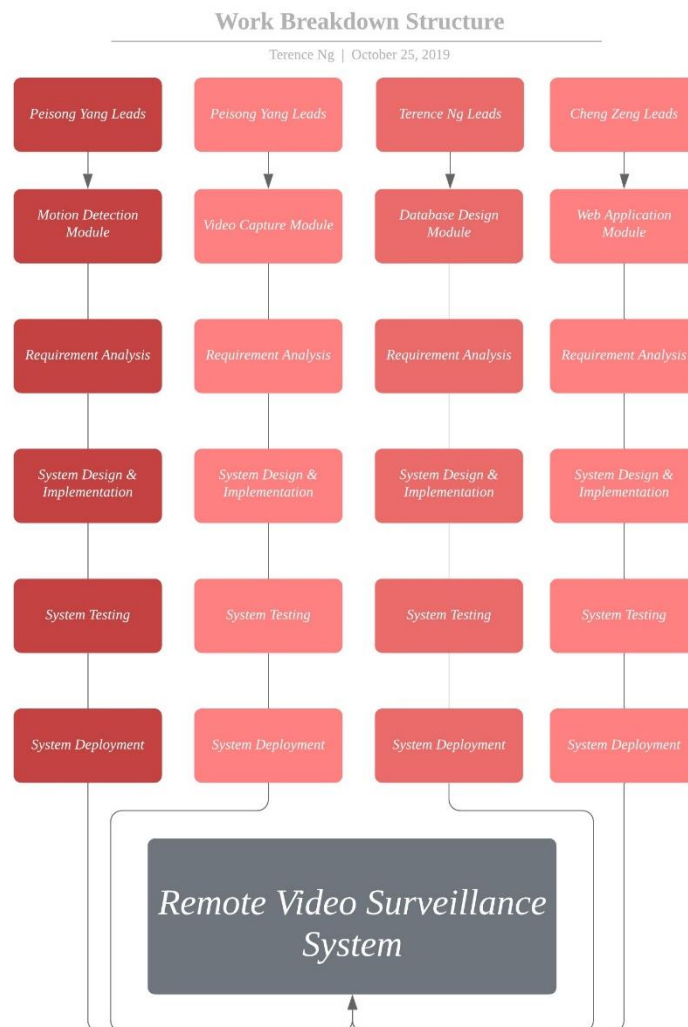 Work Breakdown Structure
Terence Ng | October 25, 2019
Peisong Yang Leads
Peisong Yang Leads
Terence Ng Leads
Cheng Zeng Leads
Motion Detection
Module
Video Capture Module
Database Design
Module
Web Application
Module
Requirement Analysis
Requirement Analysis
Requirement Analysis
Requirement Analysis
System Design &
Implementation
System Design &
Implementation
System Design &
Implementation
System Design &
Implementation
System Testing
System Testing
System Testing
System Testing
System Deployment
System Deployment
System Deployment
System Deployment
Remote Video Surveillance
System